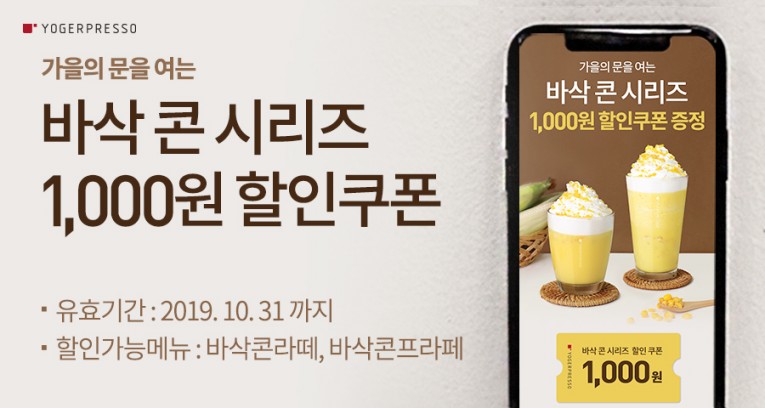 YOGERPRESSO
가을의 문을 여는
바삭 콘 시리즈
1,000원 할인쿠폰
▪ 유효기간 : 2019. 10. 31 까지
▪ 할인가능메뉴 : 바삭콘라떼, 바삭콘프라페
가을의 문을 여는
바삭 콘 시리즈
1,000원 할인쿠폰 증정
YOGERPRESSO
바삭 콘 시리즈 할인 쿠폰
1,000원